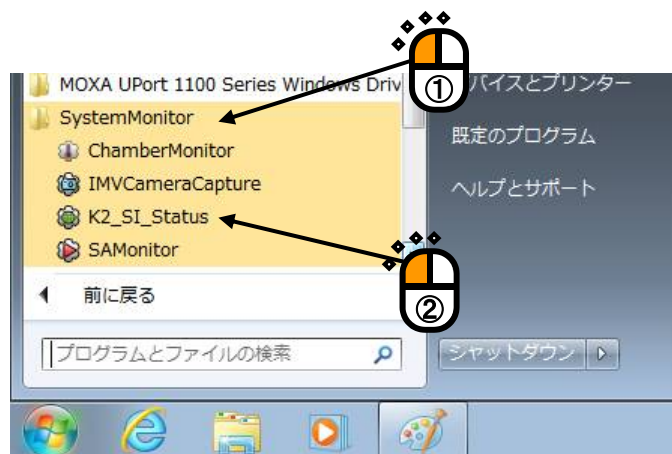 MOXA UPort 1100 Series Windows Driv
SystemMonitor
ChamberMonitor
IMVCameraCapture
K2_SI_Status
SAMonitor
前に戻る
プログラムとファイルの検索
バイスとプリンター
既定のプログラム
ヘルプとサポート
シャットダウン
①
②